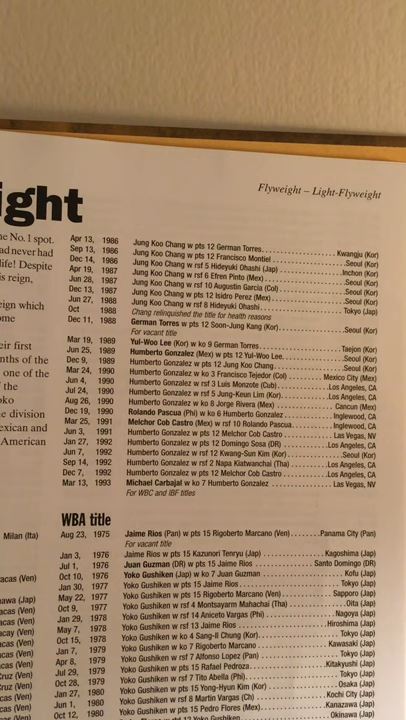 Flyweight – Light-Flyweight
ight
he No. 1 spot.
ad never had
life! Despite
is reign,
eign which
ome
eir first
nths of the
one of the
the
oko
e division
exican and
American
Milan (Ita)
acas (Ven)
nawa (Jap)
acas (Ven)
acas (Ven)
acay (Ven)
acas (Ven)
acas (Ven)
Cruz (Ven)
Cruz (Ven)
cas (Ven)
Apr 13, 1986 Jung Koo Chang w pts 12 German Torres Kwangju (Kor)
Sep 13, 1986 Jung Koo Chang w pts 12 Francisco Montiel Seoul (Kor)
Dec 14, 1986 Jung Koo Chang w rsf 5 Hideyuki Ohashi (Jap) Inchon (Kor)
Apr 19, 1987 Jung Koo Chang w rsf 6 Efren Pinto (Mex) Seoul (Kor)
Jun 28, 1987 Jung Koo Chang w rsf 10 Augustin Garcia (Col) Seoul (Kor)
Dec 13, 1987 Jung Koo Chang w pts 12 Isidro Perez (Mex) Seoul (Kor)
Jun 27, 1988 Jung Koo Chang w rsf 8 Hideyuki Ohashi Tokyo (Jap)
Oct 1988 Chang relinquished the title for health reasons
Dec 11, 1988 German Torres w pts 12 Soon-Jung Kang (Kor) Seoul (Kor)
For vacant title
Mar 19, 1989 Yul-Woo Lee (Kor) w ko 9 German Torres Taejon (Kor)
Jun 25, 1989 Humberto Gonzalez (Mex) w pts 12 Yul-Woo Lee
Dec 9, 1989 Humberto Gonzalez w pts 12 Jung Koo Chang
Mar 24, 1990 Humberto Gonzalez w ko 3 Francisco Tejedor (Col) Mexico City (Mex)
Jun 4, 1990 Humberto Gonzalez w rsf 3 Luis Monzote (Cub) Los Angeles, CA
Jul 24, 1990 Humberto Gonzalez w rsf 5 Jung-Keun Lim (Kor) Los Angeles, CA
Aug 26, 1990 Humberto Gonzalez w ko 8 Jorge Rivera (Mex) Cancun (Mex)
Dec 19, 1990 Rolando Pascua (Phi) w ko 6 Humberto Gonzalez Inglewood, CA
Mar 25, 1991 Melchor Cob Castro (Mex) w rsf 10 Rolando Pascua Inglewood, CA
Jun 3, 1991 Humberto Gonzalez w pts 12 Melchor Cob Castro Las Vegas, NV
Jan 27, 1992 Humberto Gonzalez w pts 12 Domingo Sosa (DR) Los Angeles, CA
Jun 7, 1992 Humberto Gonzalez w rsf 12 Kwang-Sun Kim (Kor) Seoul (Kor)
Sep 14, 1992 Humberto Gonzalez w rsf 2 Napa Kiatwanchai (Tha) Los Angeles, CA
Dec 7, 1992 Humberto Gonzalez w pts 12 Melchor Cob Castro Los Angeles, CA
Mar 13, 1993 Michael Carbajal w ko 7 Humberto Gonzalez Las Vegas, NV
For WBC and IBF titles
WBA title
Aug 23, 1975 Jaime Rios (Pan) w pts 15 Rigoberto Marcano (Ven) Panama City (Pan)
For vacant title
Jan 3, 1976 Jaime Rios w pts 15 Kazunori Tenryu (Jap) Kagoshima (Jap)
Jul 1, 1976 Juan Guzman (DR) w pts 15 Jaime Rios Santo Domingo (DR)
Oct 10, 1976 Yoko Gushiken (Jap) w ko 7 Juan Guzman Kofu (Jap)
Jan 30, 1977 Yoko Gushiken w pts 15 Jaime Rios Tokyo (Jap)
May 22, 1977 Yoko Gushiken w pts 15 Rigoberto Marcano (Ven) Sapporo (Jap)
Oct 9, 1977 Yoko Gushiken w rsf 4 Montsayarm Mahachai (Tha) Oita (Jap)
Jan 29, 1978 Yoko Gushiken w rsf 14 Aniceto Vargas (Phi) Nagoya (Jap)
May 7, 1978 Yoko Gushiken w rsf 13 Jaime Rios Hiroshima (Jap)
Oct 15, 1978 Yoko Gushiken w ko 4 Sang-Il Chung (Kor) Tokyo (Jap)
Jan 7, 1979 Yoko Gushiken w ko 7 Rigoberto Marcano Kawasaki (Jap)
Apr 8, 1979 Yoko Gushiken w rsf 7 Alfonso Lopez (Pan) Tokyo (Jap)
Jul 29, 1979 Yoko Gushiken w pts 15 Rafael Pedroza Kitakyushu (Jap)
Oct 28, 1979 Yoko Gushiken w rsf 7 Tito Abella (Phi) Tokyo (Jap)
Jan 27, 1980 Yoko Gushiken w pts 15 Yong-Hyun Kim (Kor) Osaka (Jap)
Jun 1, 1980 Yoko Gushiken w rsf 8 Martin Vargas (Ch) Kochi City (Jap)
Oct 12, 1980 Yoko Gushiken w pts 15 Pedro Flores (Mex) Kanazawa (Jap)
12 Yoko Gushiken Okinawa (Jap)